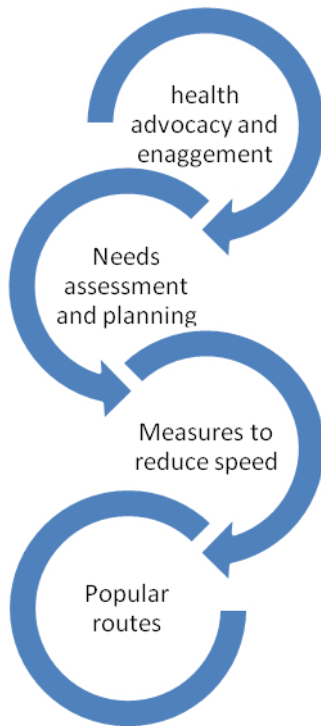 health
advocacy and
enaggement
Needs
assessment
and planning
Measures to
reduce speed
Popular
routes